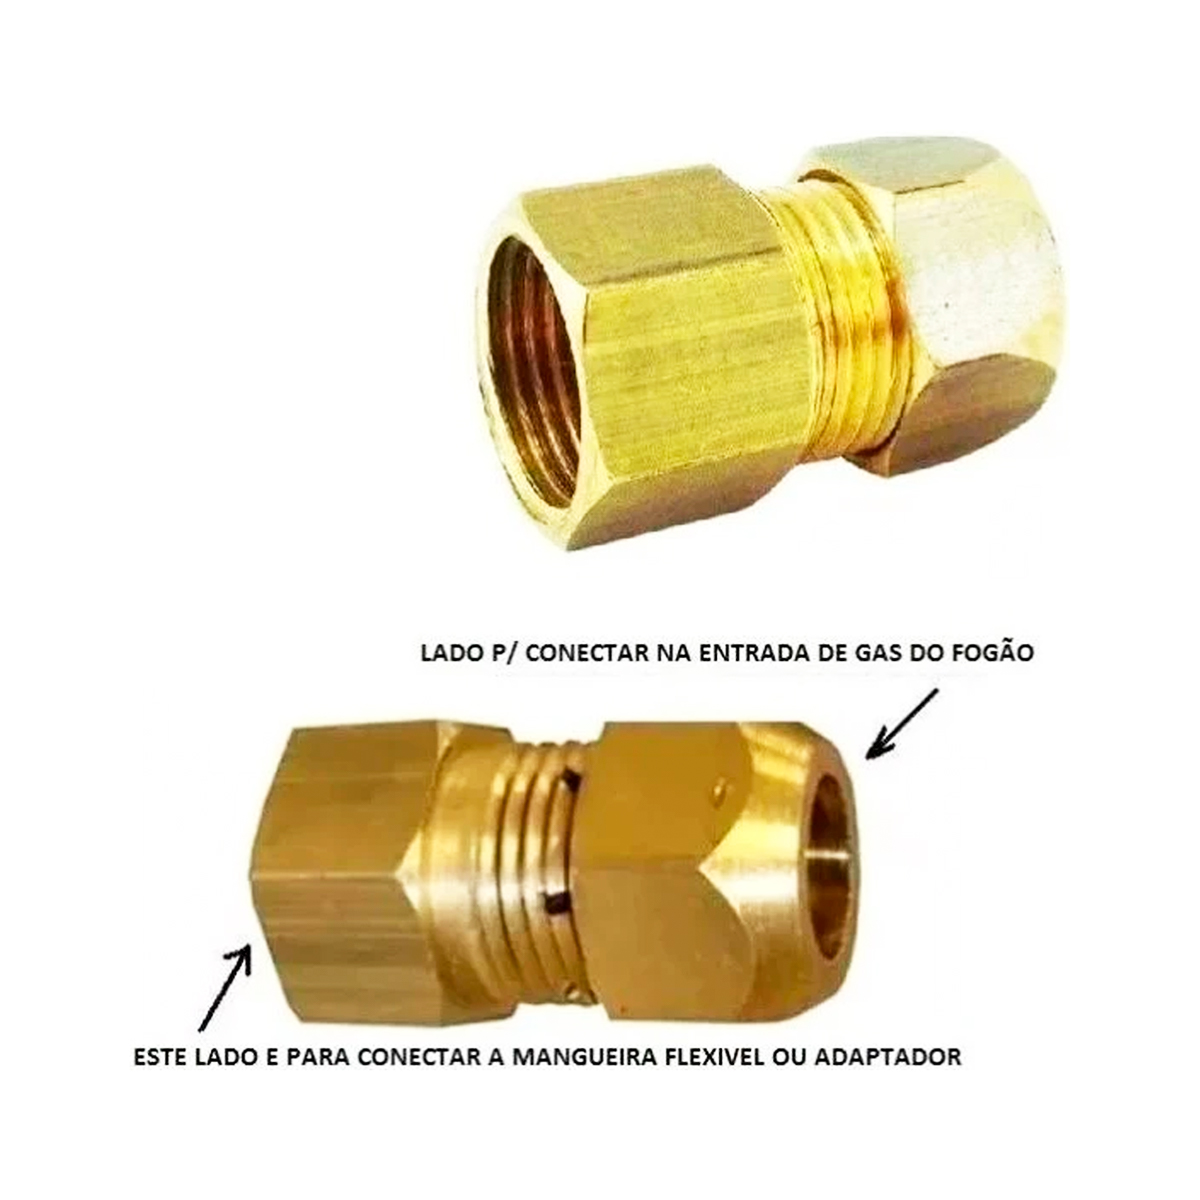 LADO P/ CONECTAR NA ENTRADA DE GAS DO FOGÃO
ESTE LADO E PARA CONECTAR A MANGUEIRA FLEXIVEL OU ADAPTADOR